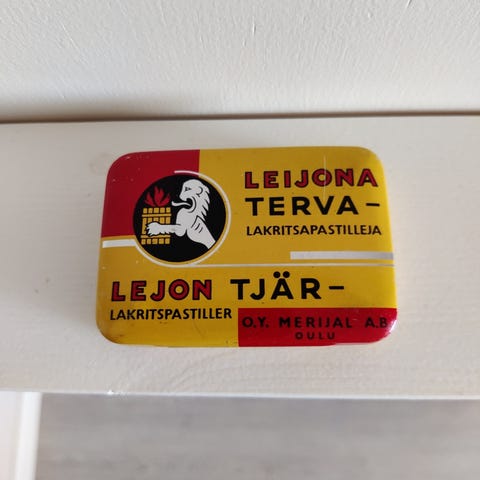 LEIJONA
TERVA-
LAKRITSAPASTILLEJA
LEJON TJÄR-
LAKRITSPASTILLER
O.Y. MERIJAL A.B.
OULU